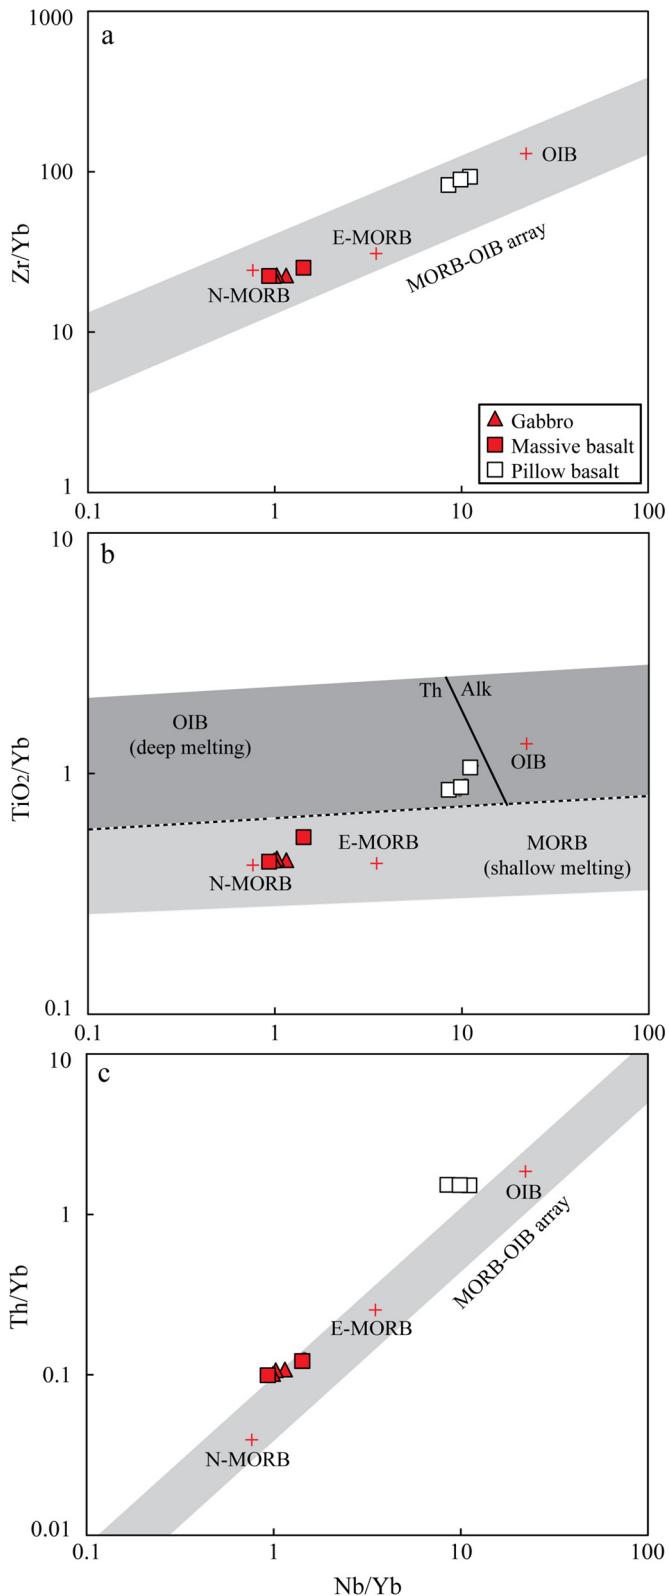 a
1000
100
10
1
Zr/Yb
OIB
E-MORB
N-MORB
MORB-OIB array
Gabbro
Massive basalt
Pillow basalt
0.1
1
10
100
b
10
1
0.1
TiO2/Yb
Th
Alk
OIB
(deep melting)
OIB
E-MORB
N-MORB
MORB
(shallow melting)
0.1
1
10
100
c
10
1
0.1
0.01
Th/Yb
OIB
MORB-OIB array
E-MORB
N-MORB
0.1
1
10
100
Nb/Yb